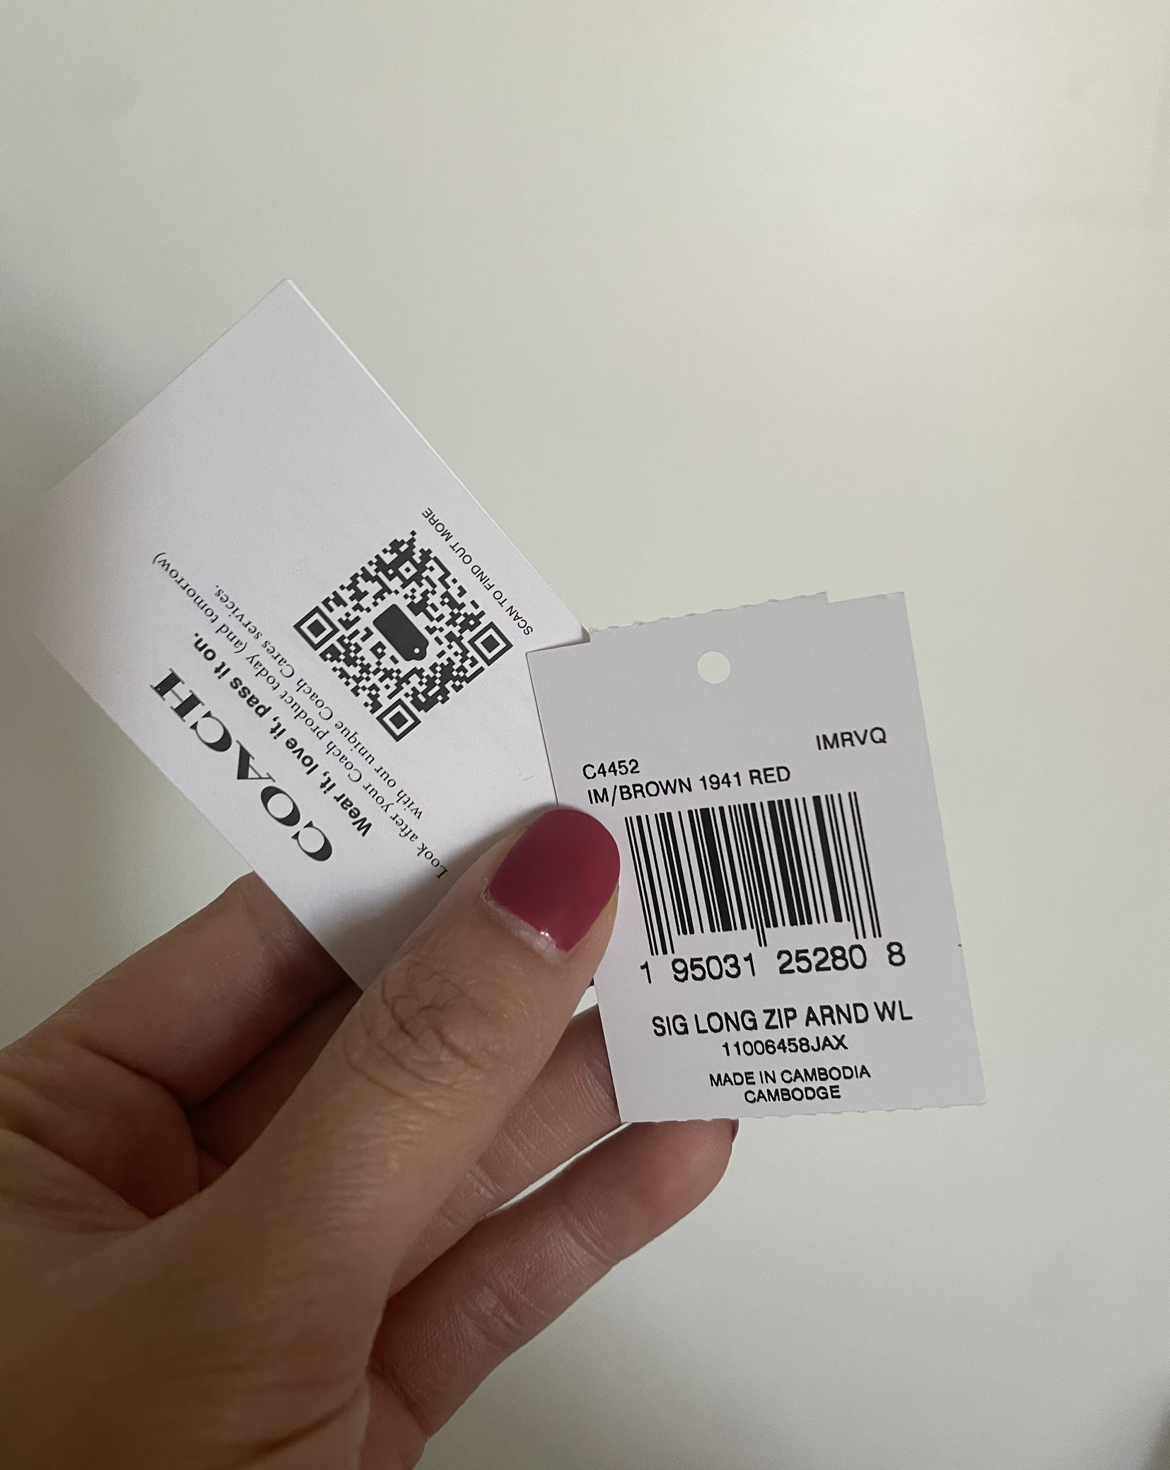 COACH
Wear it, love it, pass it on.
Look after your Coach product today (and tomorrow)
with our unique Coach Cares services.
SCAN TO FIND OUT MORE
IMRVQ
C4452
IM/BROWN 1941 RED
1 95031 25280 8
SIG LONG ZIP ARND WL
11006458JAX
MADE IN CAMBODIA
CAMBODGE